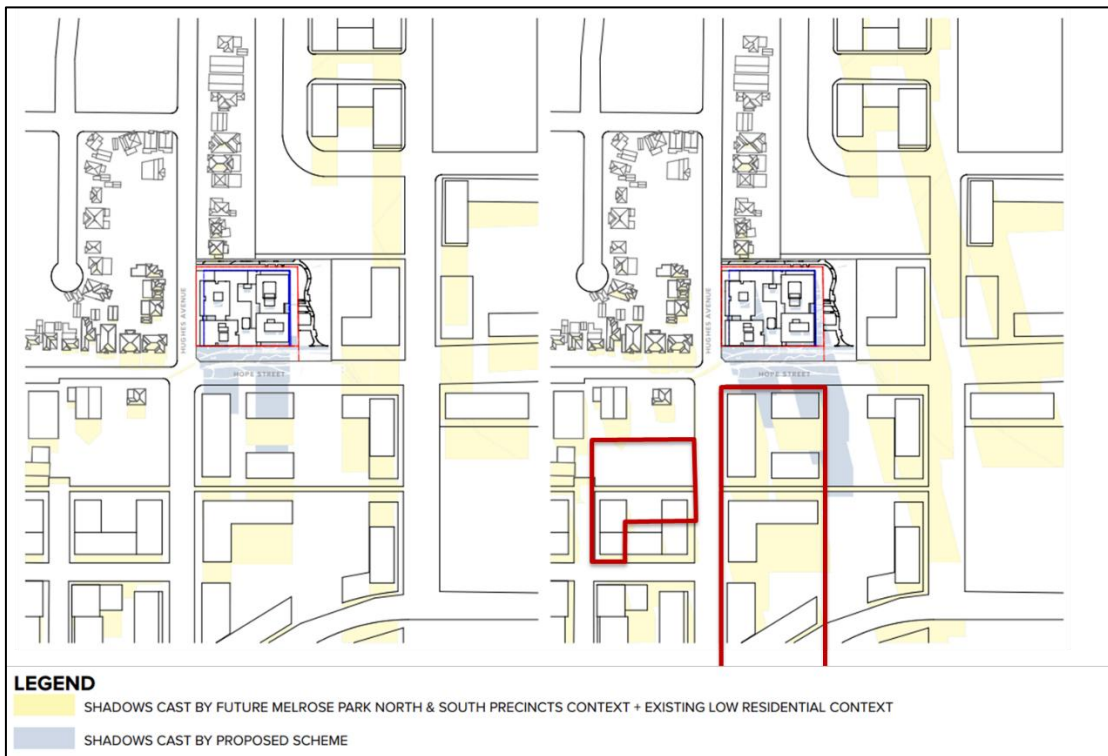 HUGHES AVENUE
HOPE STREET
HUGHES AVENUE
HOPE STREET
LEGEND
SHADOWS CAST BY FUTURE MELROSE PARK NORTH & SOUTH PRECINCTS CONTEXT + EXISTING LOW RESIDENTIAL CONTEXT
SHADOWS CAST BY PROPOSED SCHEME